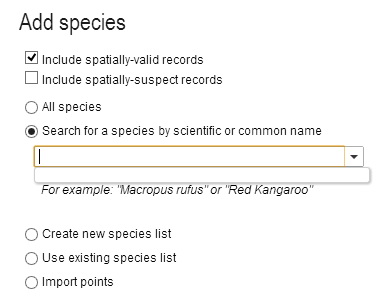 Add species
Include spatially-valid records
Include spatially-suspect records
All species
Search for a species by scientific or common name
For example: "Macropus rufus" or "Red Kangaroo"
Create new species list
Use existing species list
Import points